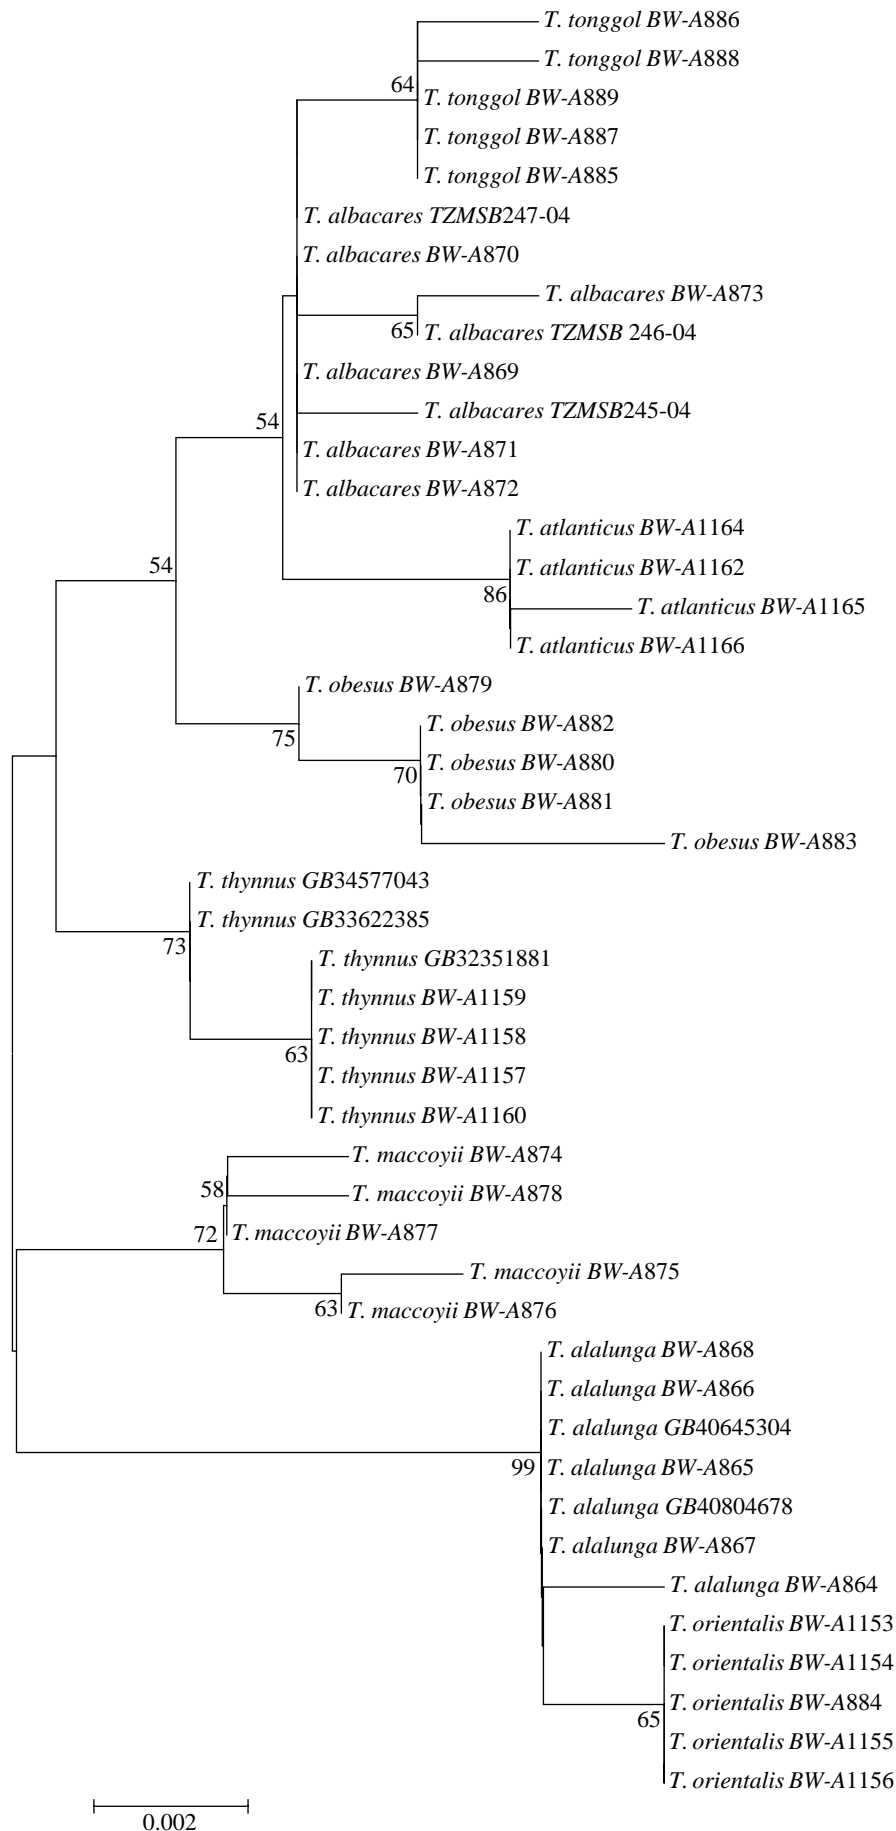 T. tonggol BW-A886
T. tonggol BW-A888
64
T. tonggol BW-A889
T. tonggol BW-A887
T. tonggol BW-A885
T. albacares TZMSB247-04
T. albacares BW-A870
T. albacares BW-A873
65
T. albacares TZMSB 246-04
T. albacares BW-A869
T. albacares TZMSB245-04
54
T. albacares BW-A871
T. albacares BW-A872
T. atlanticus BW-A1164
54
T. atlanticus BW-A1162
86
T. atlanticus BW-A1165
T. atlanticus BW-A1166
T. obesus BW-A879
T. obesus BW-A882
75
T. obesus BW-A880
70
T. obesus BW-A881
T. obesus BW-A883
T. thynnus GB34577043
T. thynnus GB33622385
73
T. thynnus GB32351881
T. thynnus BW-A1159
T. thynnus BW-A1158
63
T. thynnus BW-A1157
T. thynnus BW-A1160
T. maccoyii BW-A874
58
T. maccoyii BW-A878
72
T. maccoyii BW-A877
T. maccoyii BW-A875
63
T. maccoyii BW-A876
T. alalunga BW-A868
T. alalunga BW-A866
T. alalunga GB40645304
99
T. alalunga BW-A865
T. alalunga GB40804678
T. alalunga BW-A867
T. alalunga BW-A864
T. orientalis BW-A1153
T. orientalis BW-A1154
T. orientalis BW-A884
65
T. orientalis BW-A1155
T. orientalis BW-A1156
0.002